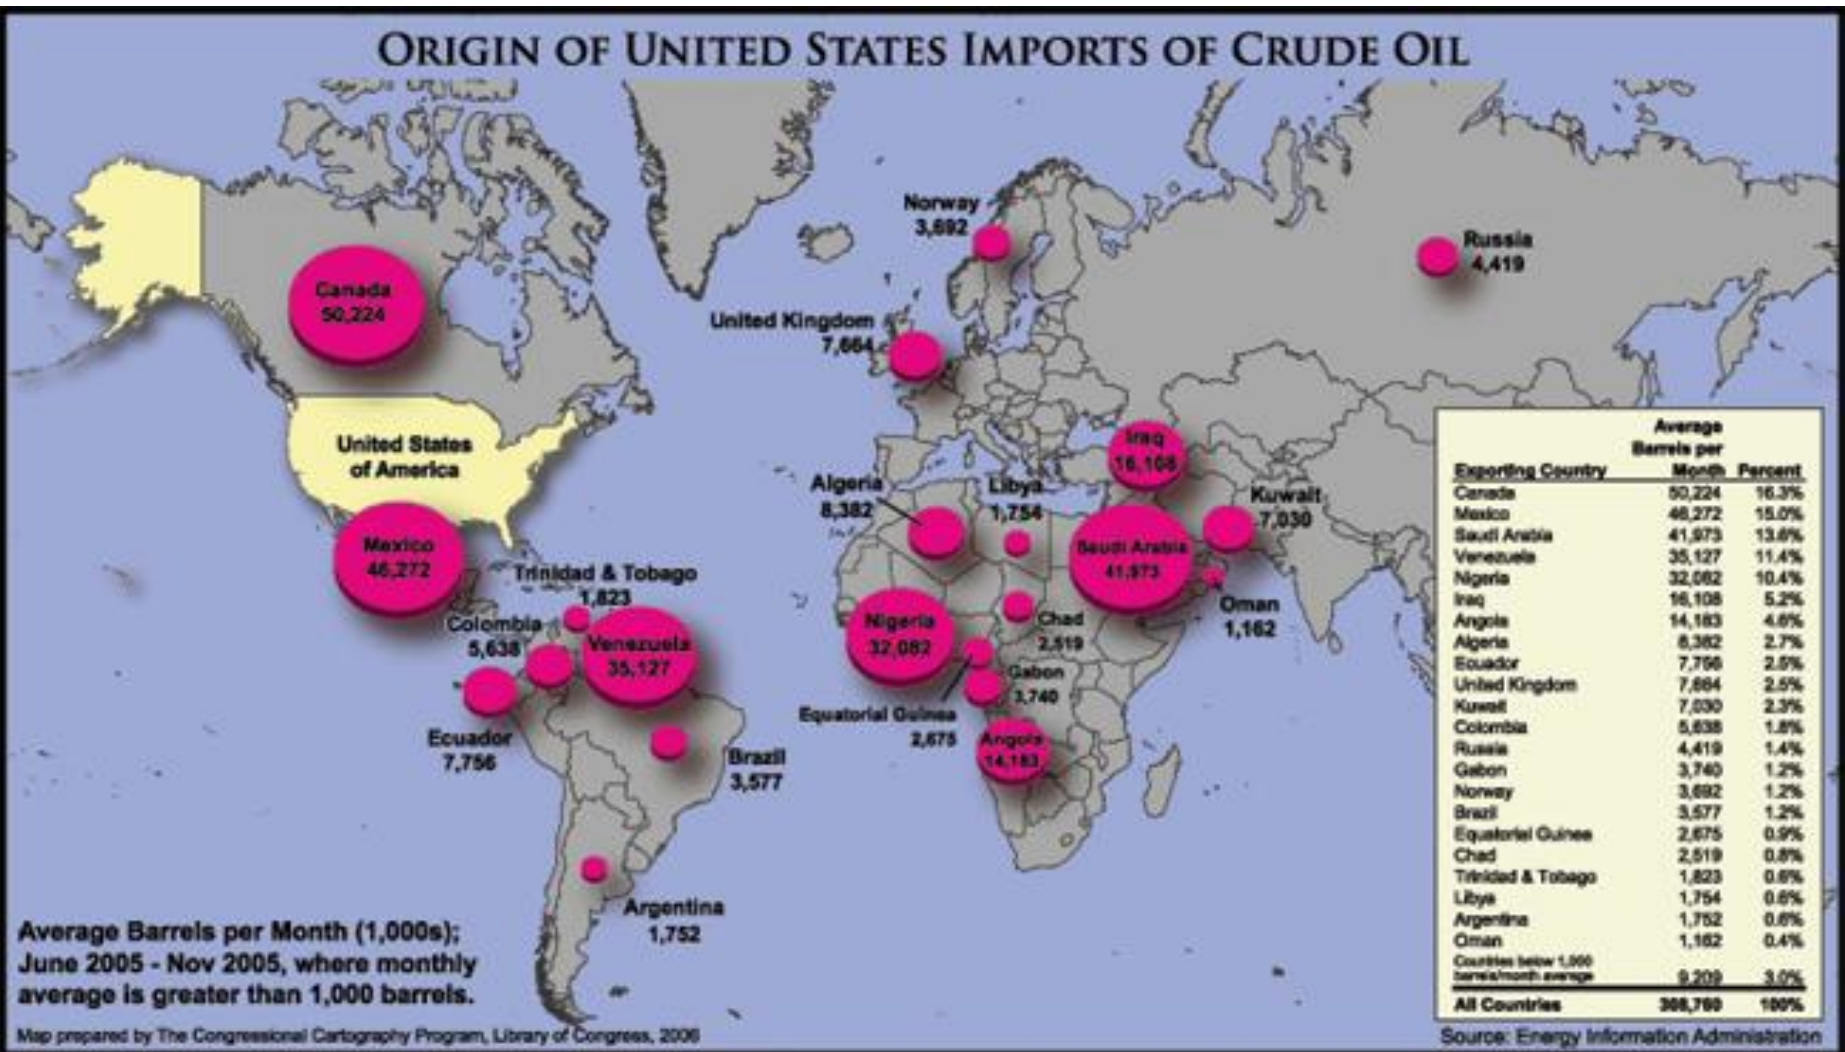 ORIGIN OF UNITED STATES IMPORTS OF CRUDE OIL
Norway
3,692
Russia
4,419
Canada
50,224
United Kingdom
7,664
United States
of America
Iraq
16,108
Algeria
8,382
Libya
1,754
Kuwait
7,030
Mexico
46,272
Saudi Arabia
41,973
Trinidad & Tobago
1,823
Oman
1,162
Colombia
5,638
Venezuela
35,127
Nigeria
32,082
Chad
2,519
Gabon
3,740
Equatorial Guinea
2,675
Ecuador
7,756
Angola
14,183
Brazil
3,577
Argentina
1,752
Average
Barrels per
Exporting Country Month Percent
Canada 50,224 16.3%
Mexico 46,272 15.0%
Saudi Arabia 41,973 13.6%
Venezuela 35,127 11.4%
Nigeria 32,082 10.4%
Iraq 16,108 5.2%
Angola 14,183 4.6%
Algeria 8,382 2.7%
Ecuador 7,756 2.5%
United Kingdom 7,664 2.5%
Kuwait 7,030 2.3%
Colombia 5,638 1.8%
Russia 4,419 1.4%
Gabon 3,740 1.2%
Norway 3,692 1.2%
Brazil 3,577 1.2%
Equatorial Guinea 2,675 0.9%
Chad 2,519 0.8%
Trinidad & Tobago 1,823 0.6%
Libya 1,754 0.6%
Argentina 1,752 0.6%
Oman 1,162 0.4%
Countries below 1,000
barrels/month average 9,209 3.0%
All Countries 308,760 100%
Average Barrels per Month (1,000s);
June 2005 - Nov 2005, where monthly
average is greater than 1,000 barrels.
Map prepared by The Congressional Cartography Program, Library of Congress, 2006
Source: Energy Information Administration